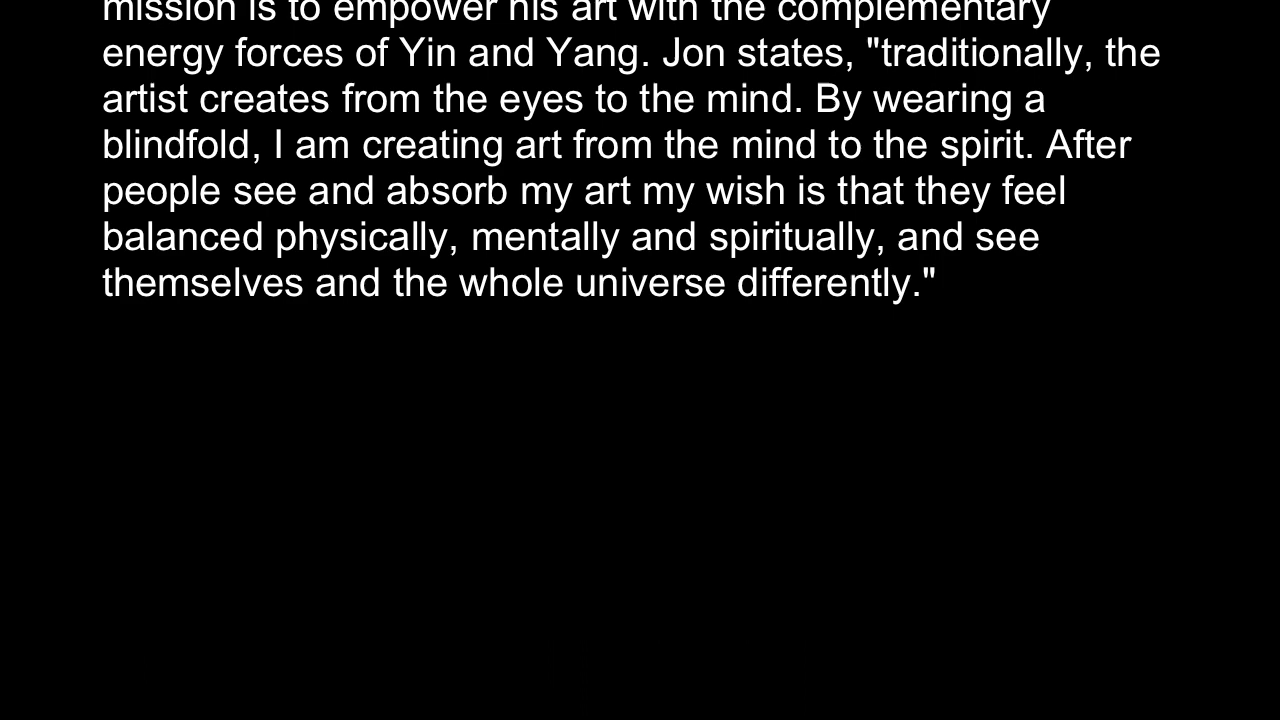 mission is to empower his art with the complementary
energy forces of Yin and Yang. Jon states, "traditionally, the
artist creates from the eyes to the mind. By wearing a
blindfold, I am creating art from the mind to the spirit. After
people see and absorb my art my wish is that they feel
balanced physically, mentally and spiritually, and see
themselves and the whole universe differently."